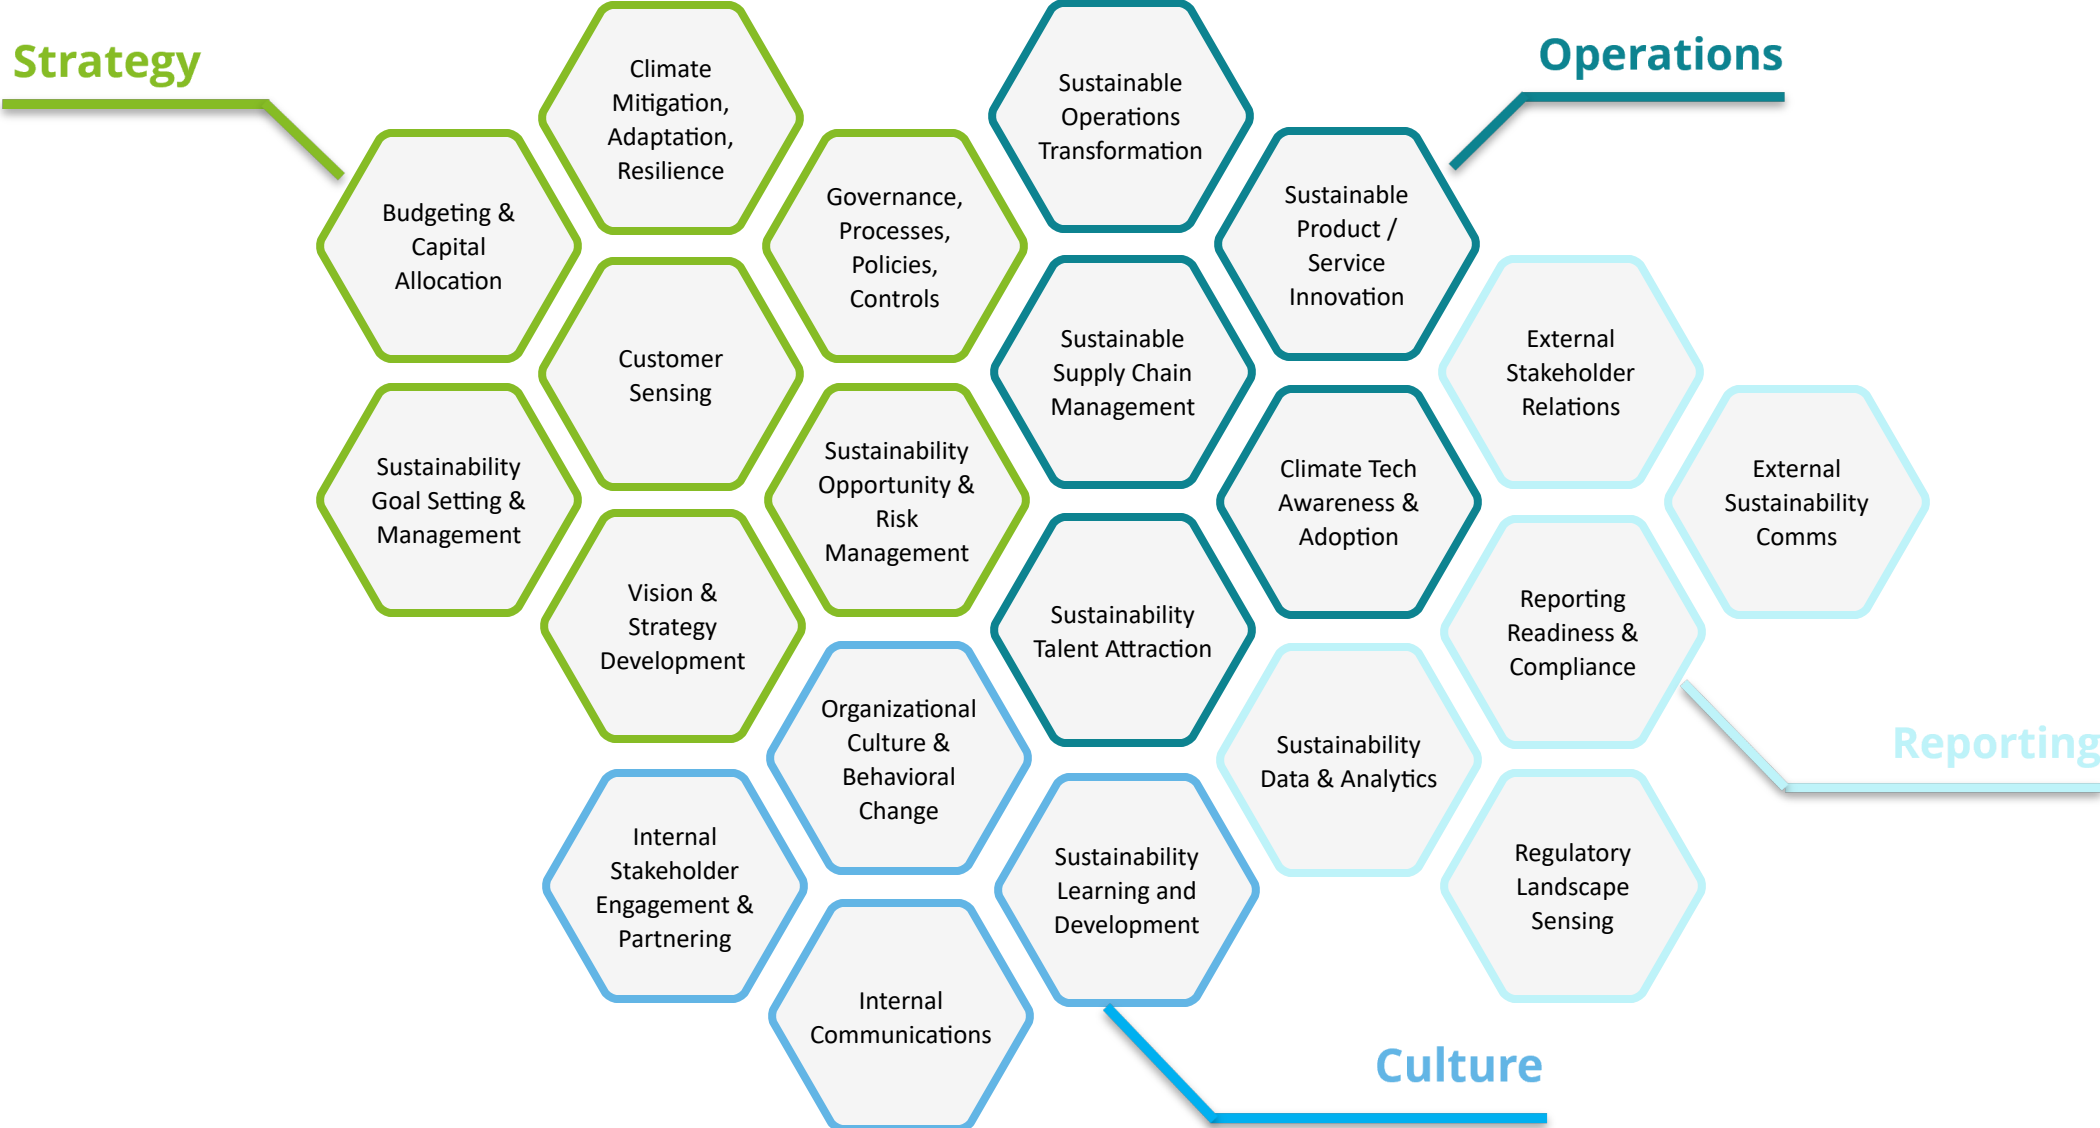 Strategy
Operations
Climate
Mitigation,
Adaptation,
Resilience
Sustainable
Operations
Transformation
Budgeting &
Capital
Allocation
Governance,
Processes,
Policies,
Controls
Sustainable
Product /
Service
Innovation
Customer
Sensing
Sustainable
Supply Chain
Management
External
Stakeholder
Relations
Sustainability
Goal Setting &
Management
Sustainability
Opportunity &
Risk
Management
Climate Tech
Awareness &
Adoption
External
Sustainability
Comms
Vision &
Strategy
Development
Sustainability
Talent Attraction
Reporting
Readiness &
Compliance
Organizational
Culture &
Behavioral
Change
Sustainability
Data & Analytics
Reporting
Internal
Stakeholder
Engagement &
Partnering
Sustainability
Learning and
Development
Regulatory
Landscape
Sensing
Internal
Communications
Culture